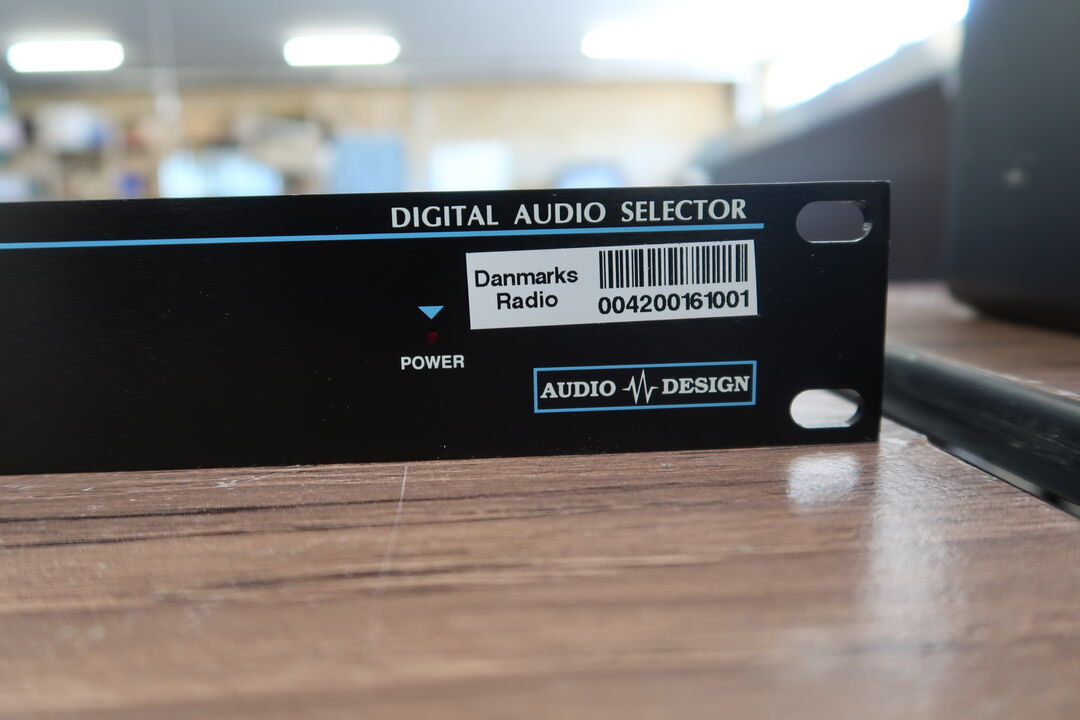 DIGITAL AUDIO SELECTOR
Danmarks
Radio
004200161001
POWER
AUDIO DESIGN